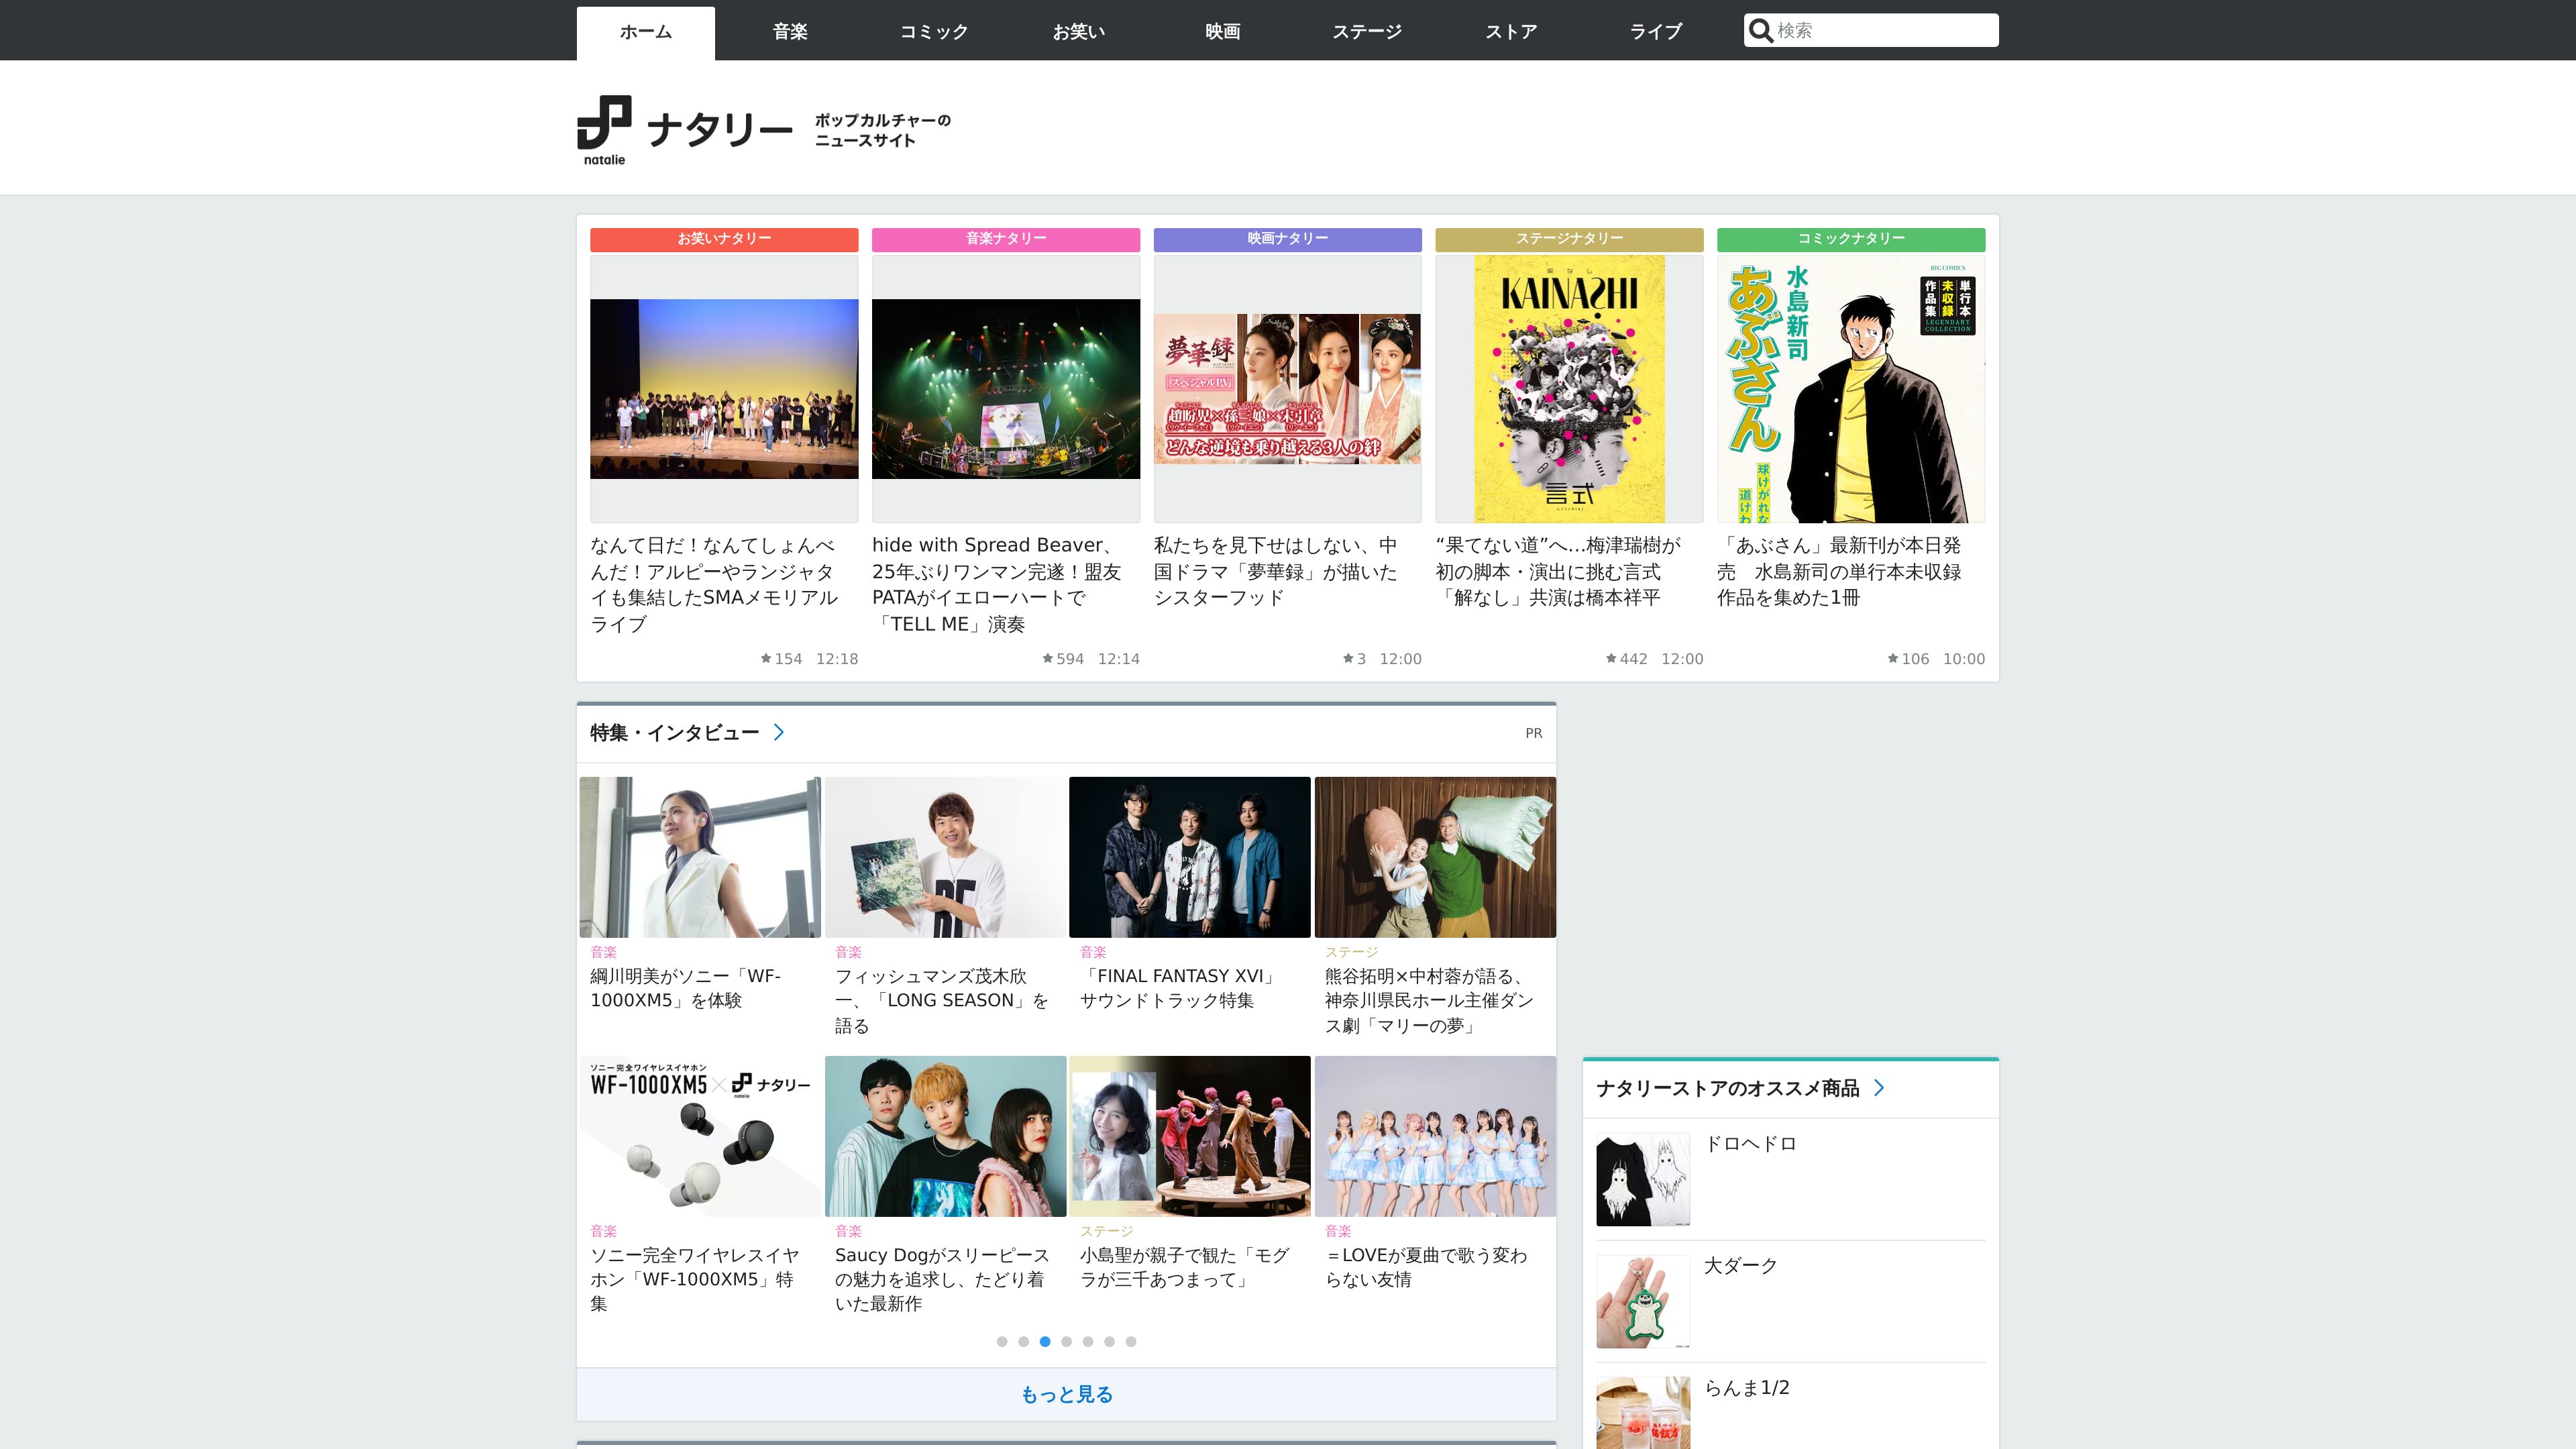 ホーム
音楽
コミック
お笑い
映画
ステージ
ストア
ライブ
検索
natalie
ナタリー
ポップカルチャーの
ニュースサイト
お笑いナタリー
なんて日だ！なんてしょんべ
んだ！アルピーやランジャタ
イも集結したSMAメモリアル
ライブ
154 12:18
音楽ナタリー
hide with Spread Beaver、
25年ぶりワンマン完遂！盟友
PATAがイエローハートで
「TELL ME」演奏
594 12:14
映画ナタリー
夢華録
スペシャルPV
趙盼児×孫三娘×宋引章
どんな逆境も乗り越える3人の絆
私たちを見下せはしない、中
国ドラマ「夢華録」が描いた
シスターフッド
3 12:00
ステージナタリー
解なし
KAINASHI
言式
“果てない道”へ…梅津瑞樹が
初の脚本・演出に挑む言式
「解なし」共演は橋本祥平
442 12:00
コミックナタリー
BIG COMICS
単行本
未収録
作品集
LEGENDARY
COLLECTION
水島新司
あぶさん
球けがれな
道けわ
「あぶさん」最新刊が本日発
売　水島新司の単行本未収録
作品を集めた1冊
106 10:00
特集・インタビュー
PR
音楽
綱川明美がソニー「WF-
1000XM5」を体験
音楽
フィッシュマンズ茂木欣
一、「LONG SEASON」を
語る
音楽
「FINAL FANTASY XVI」
サウンドトラック特集
ステージ
熊谷拓明×中村蓉が語る、
神奈川県民ホール主催ダン
ス劇「マリーの夢」
ソニー完全ワイヤレスイヤホン
WF-1000XM5×ナタリー
natalie
音楽
ソニー完全ワイヤレスイヤ
ホン「WF-1000XM5」特
集
音楽
Saucy Dogがスリーピース
の魅力を追求し、たどり着
いた最新作
ステージ
小島聖が親子で観た「モグ
ラが三千あつまって」
音楽
＝LOVEが夏曲で歌う変わ
らない友情
もっと見る
ナタリーストアのオススメ商品
ドロヘドロ
大ダーク
らんま1/2